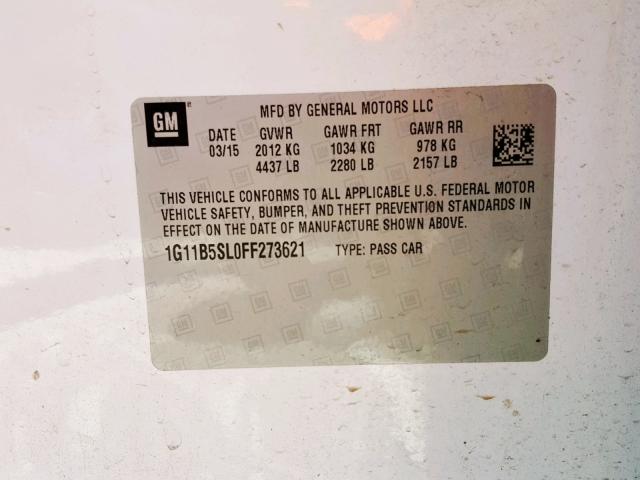 GM
MFD BY GENERAL MOTORS LLC
DATE GVWR GAWR FRT GAWR RR
03/15 2012 KG 1034 KG 978 KG
4437 LB 2280 LB 2157 LB
THIS VEHICLE CONFORMS TO ALL APPLICABLE U.S. FEDERAL MOTOR
VEHICLE SAFETY, BUMPER, AND THEFT PREVENTION STANDARDS IN
EFFECT ON THE DATE OF MANUFACTURE SHOWN ABOVE.
1G11B5SL0FF273621 TYPE: PASS CAR